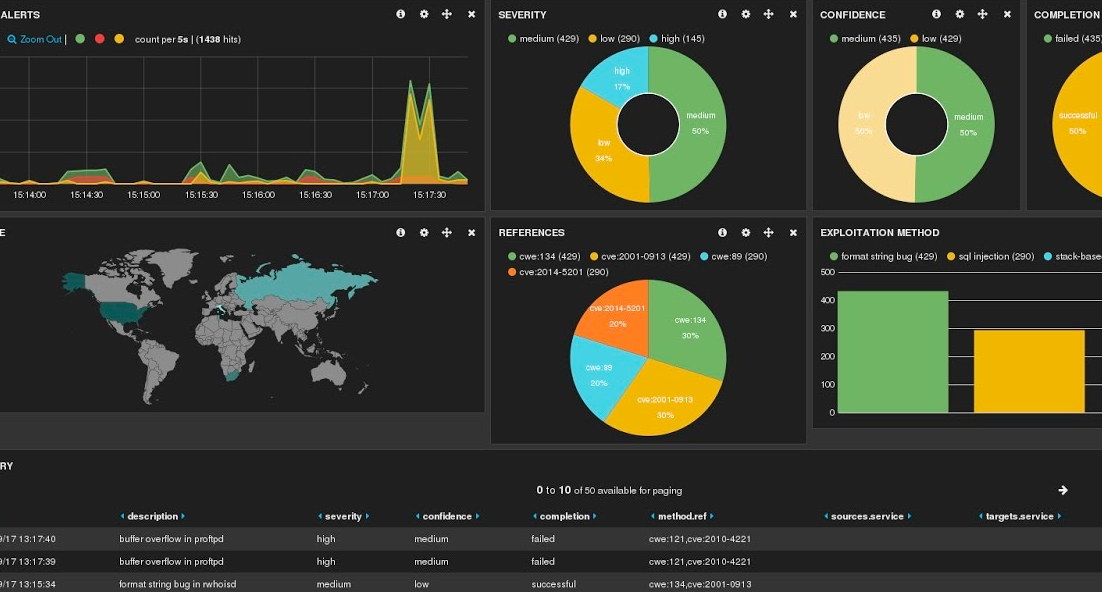 ALERTS
Zoom Out | count per 5s | (1438 hits)
15:14:00 15:14:30 15:15:00 15:15:30 15:16:00 15:16:30 15:17:00 15:17:30
SEVERITY
medium (429) low (290) high (145)
high
17%
medium
50%
low
34%
CONFIDENCE
medium (435) low (429)
low
50%
medium
50%
COMPLETION
failed (435)
successful
50%
E
REFERENCES
cwe:134 (429) cve:2001-0913 (429) cwe:89 (290)
cve:2014-5201 (290)
cve:2014-5201
20%
cwe:134
30%
cwe:89
20%
cve:2001-0913
30%
EXPLOITATION METHOD
format string bug (429) sql injection (290) stack-base
500
400
300
200
100
0
RY
0 to 10 of 50 available for paging
description severity confidence completion method.ref sources.service targets.service
9/17 13:17:40 buffer overflow in proftpd high medium failed cwe:121,cve:2010-4221
9/17 13:17:39 buffer overflow in proftpd high medium failed cwe:121,cve:2010-4221
9/17 13:15:34 format string bug in rwhoisd medium low successful cwe:134,cve:2001-0913